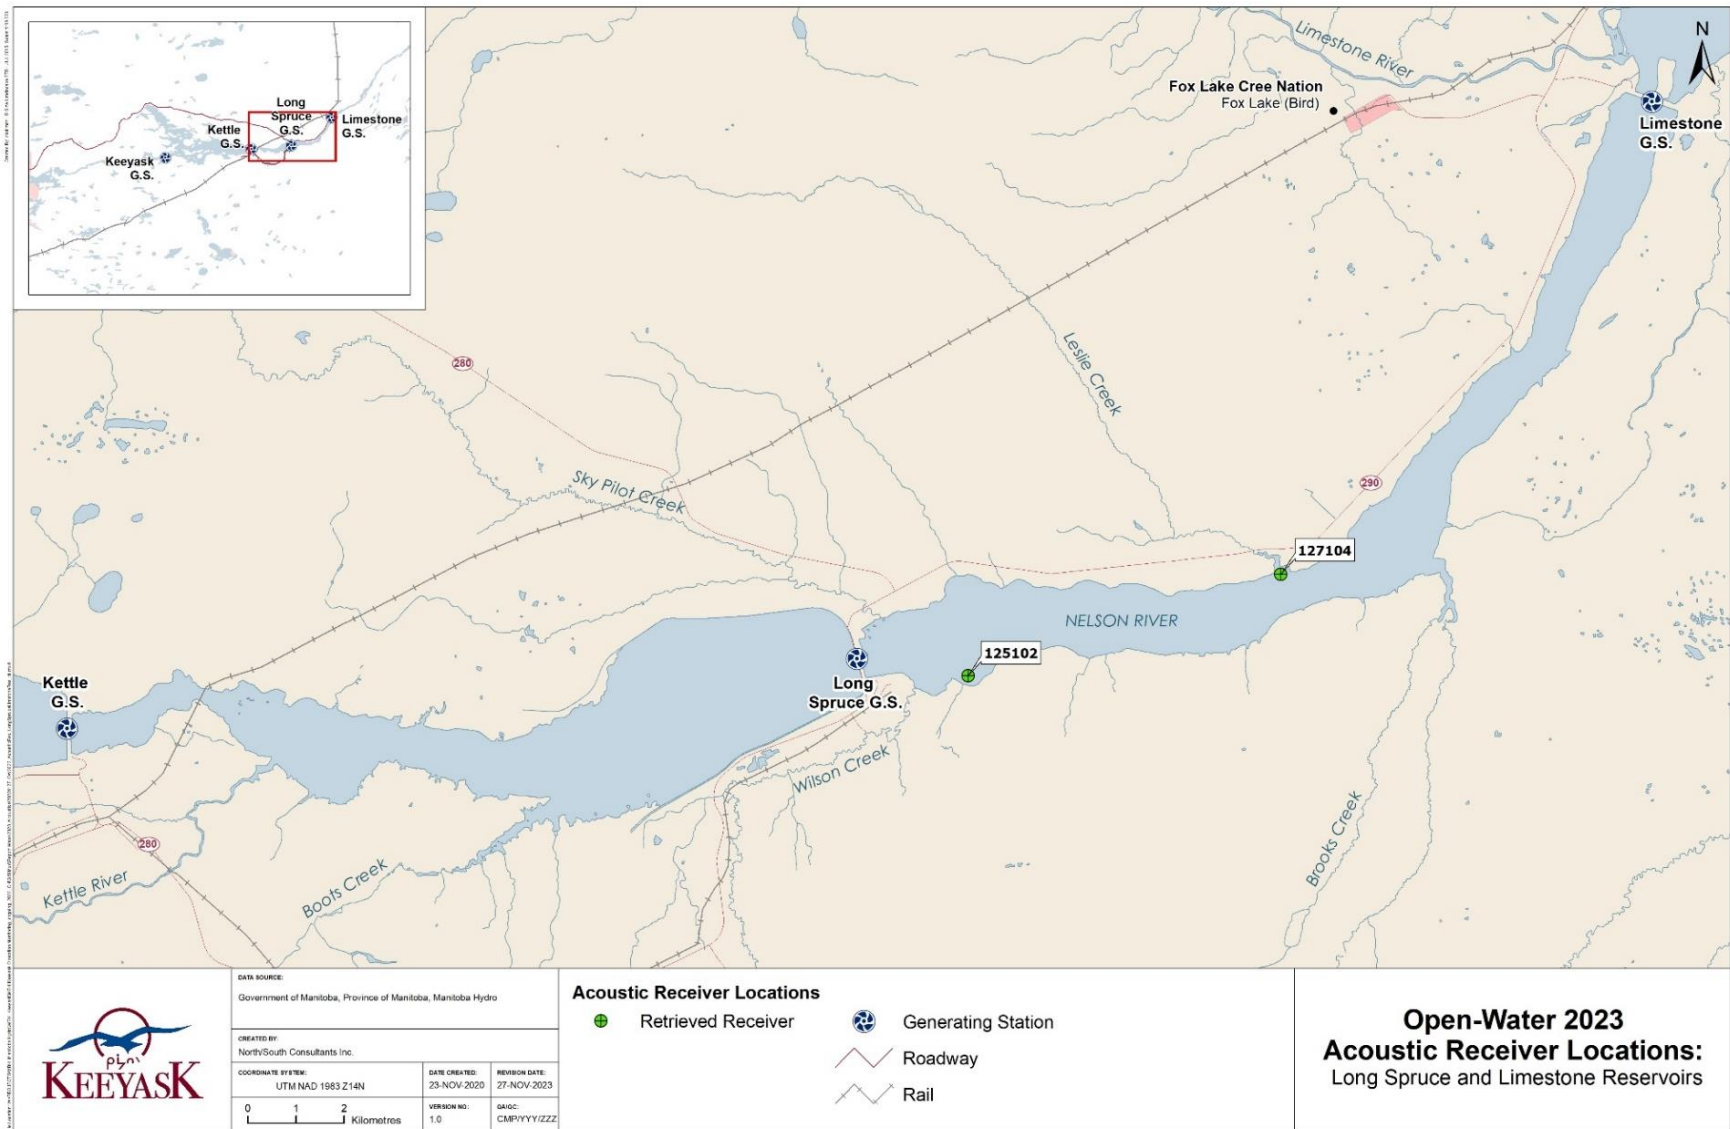 Long
Spruce
G.S.
Limestone
G.S.
Kettle
G.S.
Keeyask
G.S.
N
Limestone River
Fox Lake Cree Nation
Fox Lake (Bird)
Limestone
G.S.
280
Leslie Creek
Sky Pilot Creek
290
127104
NELSON RIVER
125102
Kettle
G.S.
Long
Spruce G.S.
Wilson Creek
Brooks Creek
280
Kettle River
Boots Creek
KEEYASK
DATA SOURCE:
Government of Manitoba, Province of Manitoba, Manitoba Hydro
CREATED BY:
North/South Consultants Inc.
COORDINATE SYSTEM:
UTM NAD 1983 Z14N
DATE CREATED:
23-NOV-2020
REVISION DATE:
27-NOV-2023
0 1 2
Kilometres
VERSION NO:
1.0
QA/QC:
CMP/YYY/ZZZ
Acoustic Receiver Locations
Retrieved Receiver
Generating Station
Roadway
Rail
Open-Water 2023
Acoustic Receiver Locations:
Long Spruce and Limestone Reservoirs